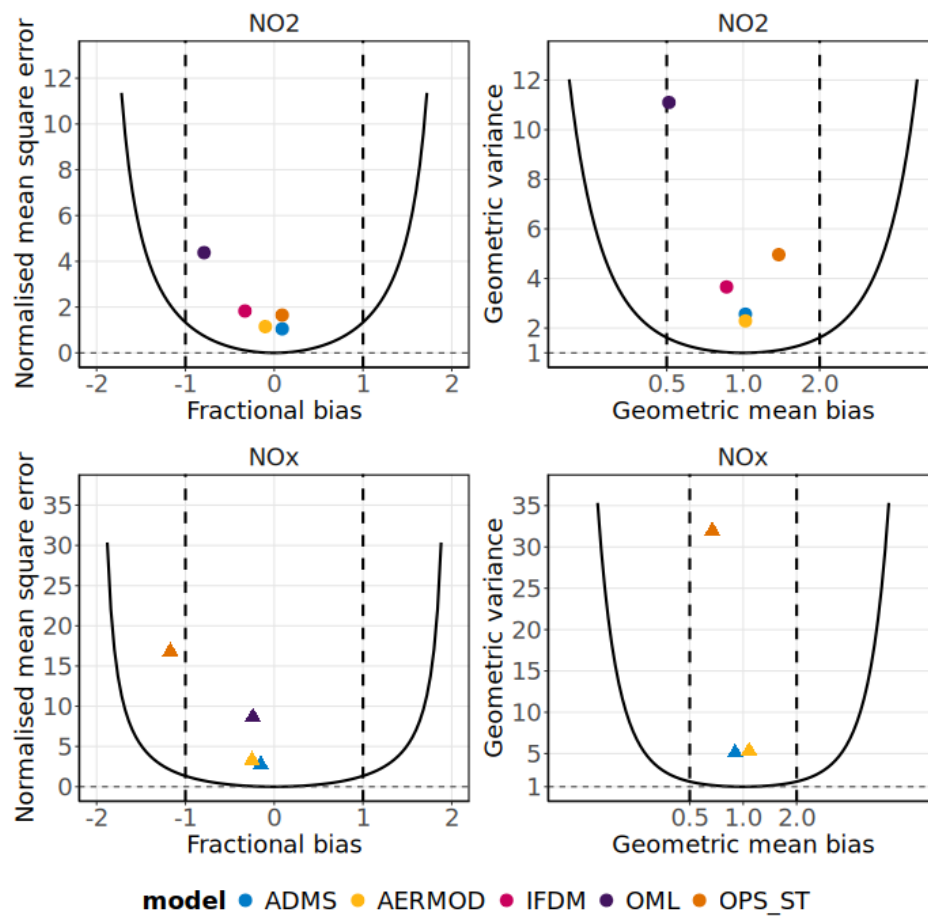 NO2
Normalised mean square error
12
10
8
6
4
2
0
-2 -1 0 1 2
Fractional bias
NO2
Geometric variance
12
10
8
6
4
2
1
0.5 1.0 2.0
Geometric mean bias
NOx
Normalised mean square error
35
30
25
20
15
10
5
0
-2 -1 0 1 2
Fractional bias
NOx
Geometric variance
35
30
25
20
15
10
5
1
0.5 1.0 2.0
Geometric mean bias
model ADMS AERMOD IFDM OML OPS_ST